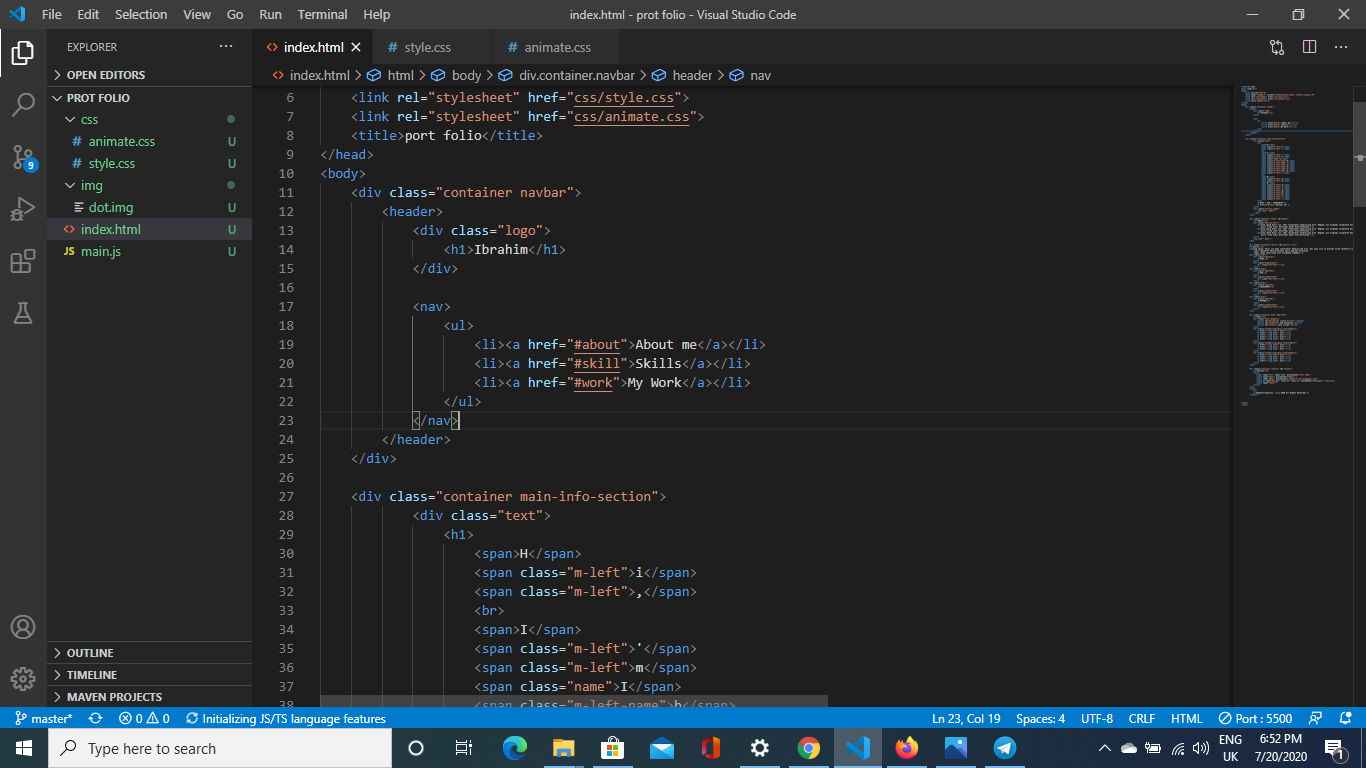 File Edit Selection View Go Run Terminal Help index.html - prot folio - Visual Studio Code
EXPLORER
OPEN EDITORS
PROT FOLIO
css
# animate.css U
# style.css U
img
dot.img U
<> index.html U
JS main.js U
OUTLINE
TIMELINE
MAVEN PROJECTS
9
<> index.html # style.css # animate.css
<> index.html > html > body > div.container.navbar > header > nav
6 <link rel="stylesheet" href="css/style.css">
7 <link rel="stylesheet" href="css/animate.css">
8 <title>port folio</title>
9 </head>
10 <body>
11 <div class="container navbar">
12 <header>
13 <div class="logo">
14 <h1>Ibrahim</h1>
15 </div>
16
17 <nav>
18 <ul>
19 <li><a href="#about">About me</a></li>
20 <li><a href="#skill">Skills</a></li>
21 <li><a href="#work">My Work</a></li>
22 </ul>
23 </nav>
24 </header>
25 </div>
26
27 <div class="container main-info-section">
28 <div class="text">
29 <h1>
30 <span>H</span>
31 <span class="m-left">i</span>
32 <span class="m-left">,</span>
33 <br>
34 <span>I</span>
35 <span class="m-left">'</span>
36 <span class="m-left">m</span>
37 <span class="name">I</span>
38 <span class="m-left-name">b</span>
master* 0 0 Initializing JS/TS language features Ln 23, Col 19 Spaces: 4 UTF-8 CRLF HTML Port : 5500
Type here to search
ENG 6:52 PM
UK 7/20/2020
1